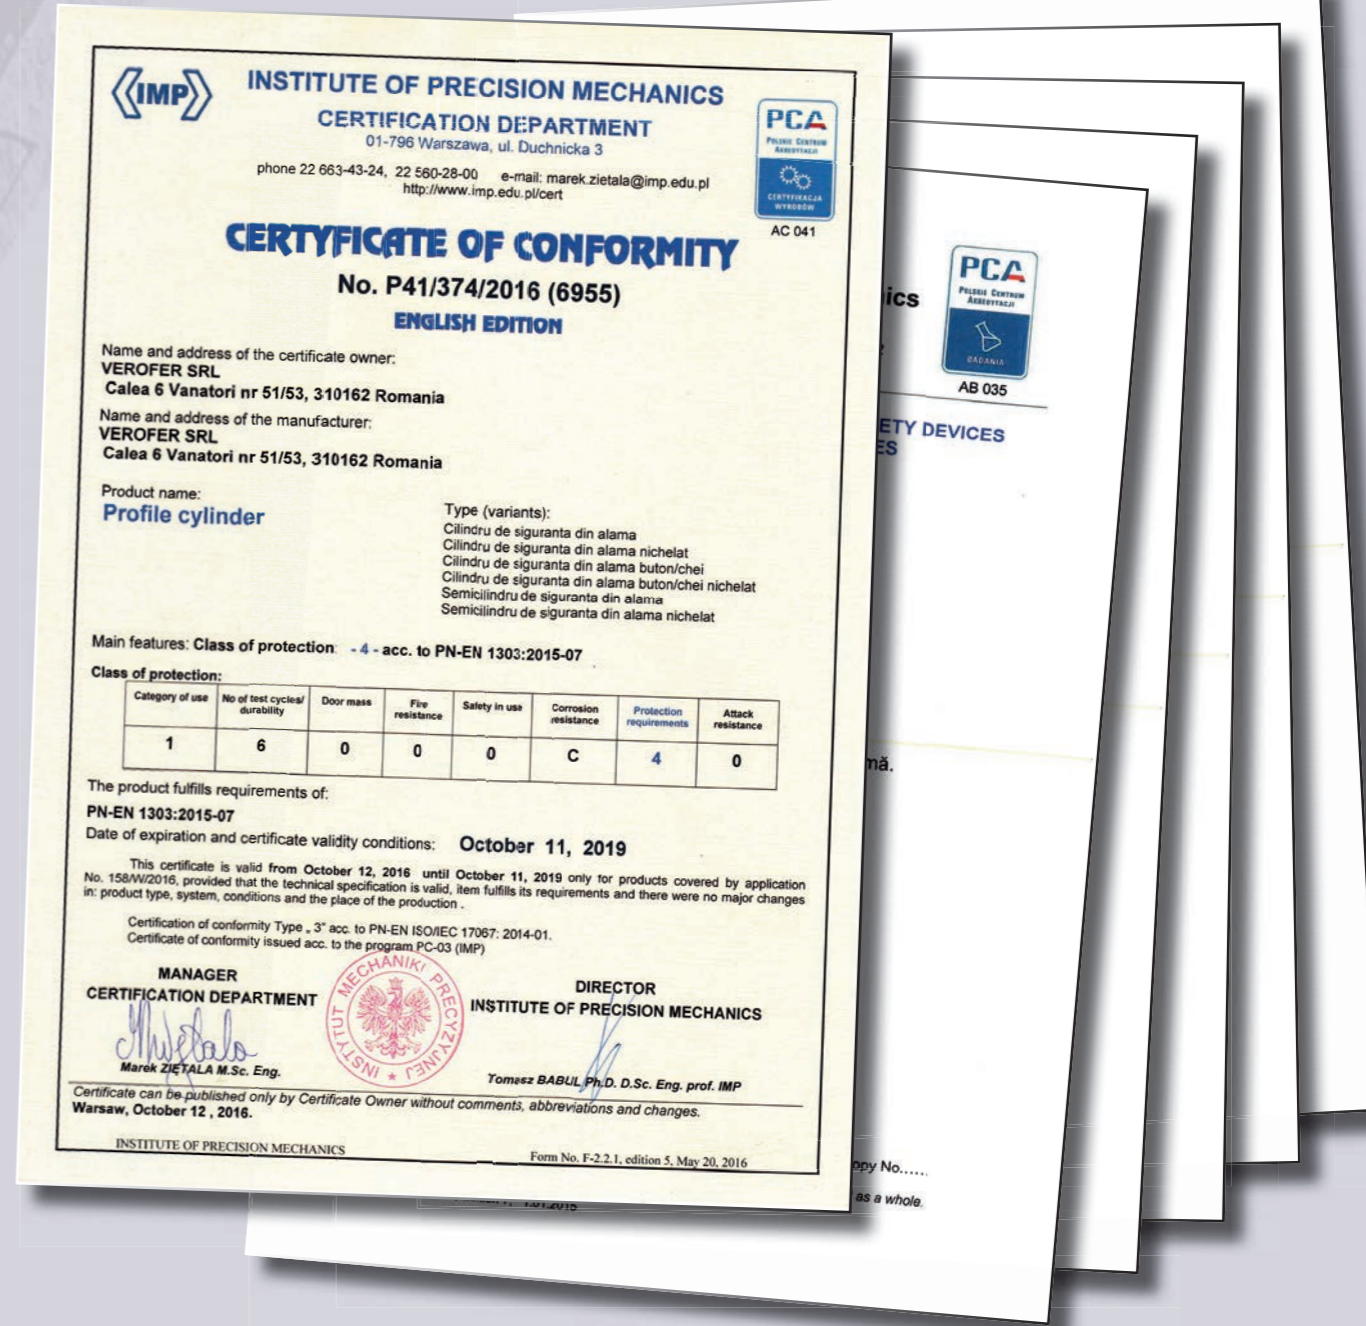 IMP
INSTITUTE OF PRECISION MECHANICS
CERTIFICATION DEPARTMENT
01-796 Warszawa, ul. Duchnicka 3
phone 22 663-43-24, 22 560-28-00 e-mail: marek.zietala@imp.edu.pl
http://www.imp.edu.pl/cert
PCA
POLSKIE CENTRUM
AKREDYTACJI
CERTYFIKACJA
WYROBÓW
AC 041
CERTYFICATE OF CONFORMITY
No. P41/374/2016 (6955)
ENGLISH EDITION
Name and address of the certificate owner:
VEROFER SRL
Calea 6 Vanatori nr 51/53, 310162 Romania
Name and address of the manufacturer:
VEROFER SRL
Calea 6 Vanatori nr 51/53, 310162 Romania
Product name:
Profile cylinder
Type (variants):
Cilindru de siguranta din alama
Cilindru de siguranta din alama nichelat
Cilindru de siguranta din alama buton/chei
Cilindru de siguranta din alama buton/chei nichelat
Semicilindru de siguranta din alama
Semicilindru de siguranta din alama nichelat
Main features: Class of protection: - 4 - acc. to PN-EN 1303:2015-07
Class of protection:
Category of use No of test cycles/ durability Door mass Fire resistance Safety in use Corrosion resistance Protection requirements Attack resistance
1 6 0 0 0 C 4 0
The product fulfills requirements of:
PN-EN 1303:2015-07
Date of expiration and certificate validity conditions: October 11, 2019
This certificate is valid from October 12, 2016 until October 11, 2019 only for products covered by application
No. 158/W/2016, provided that the technical specification is valid, item fulfills its requirements and there were no major changes
in: product type, system, conditions and the place of the production .
Certification of conformity Type „ 3" acc. to PN-EN ISO/IEC 17067: 2014-01.
Certificate of conformity issued acc. to the program PC-03 (IMP)
MANAGER
CERTIFICATION DEPARTMENT
Marek ZIĘTALA M.Sc. Eng.
INSTYTUT MECHANIKI PRECYZYJNEJ
DIRECTOR
INSTITUTE OF PRECISION MECHANICS
Tomasz BABUL Ph.D. D.Sc. Eng. prof. IMP
Certificate can be published only by Certificate Owner without comments, abbreviations and changes.
Warsaw, October 12 , 2016.
INSTITUTE OF PRECISION MECHANICS
Form No. F-2.2.1, edition 5, May 20, 2016
ics
PCA
POLSKIE CENTRUM
AKREDYTACJI
BADANIA
AB 035
ETY DEVICES
ES
mă.
opy No......
as a whole.